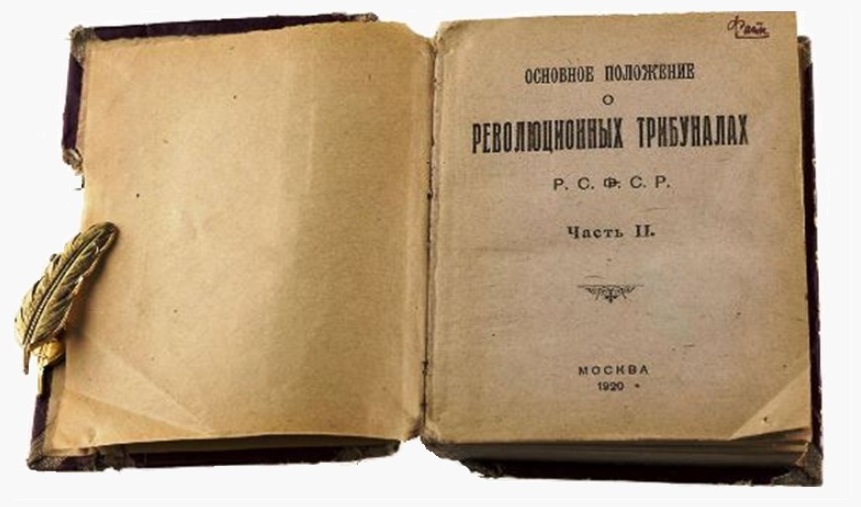 ОСНОВНОЕ ПОЛОЖЕНИЕ
О
РЕВОЛЮЦИОННЫХ ТРИБУНАЛАХ
Р. С. Ф. С. Р.
Часть II.
МОСКВА
1920